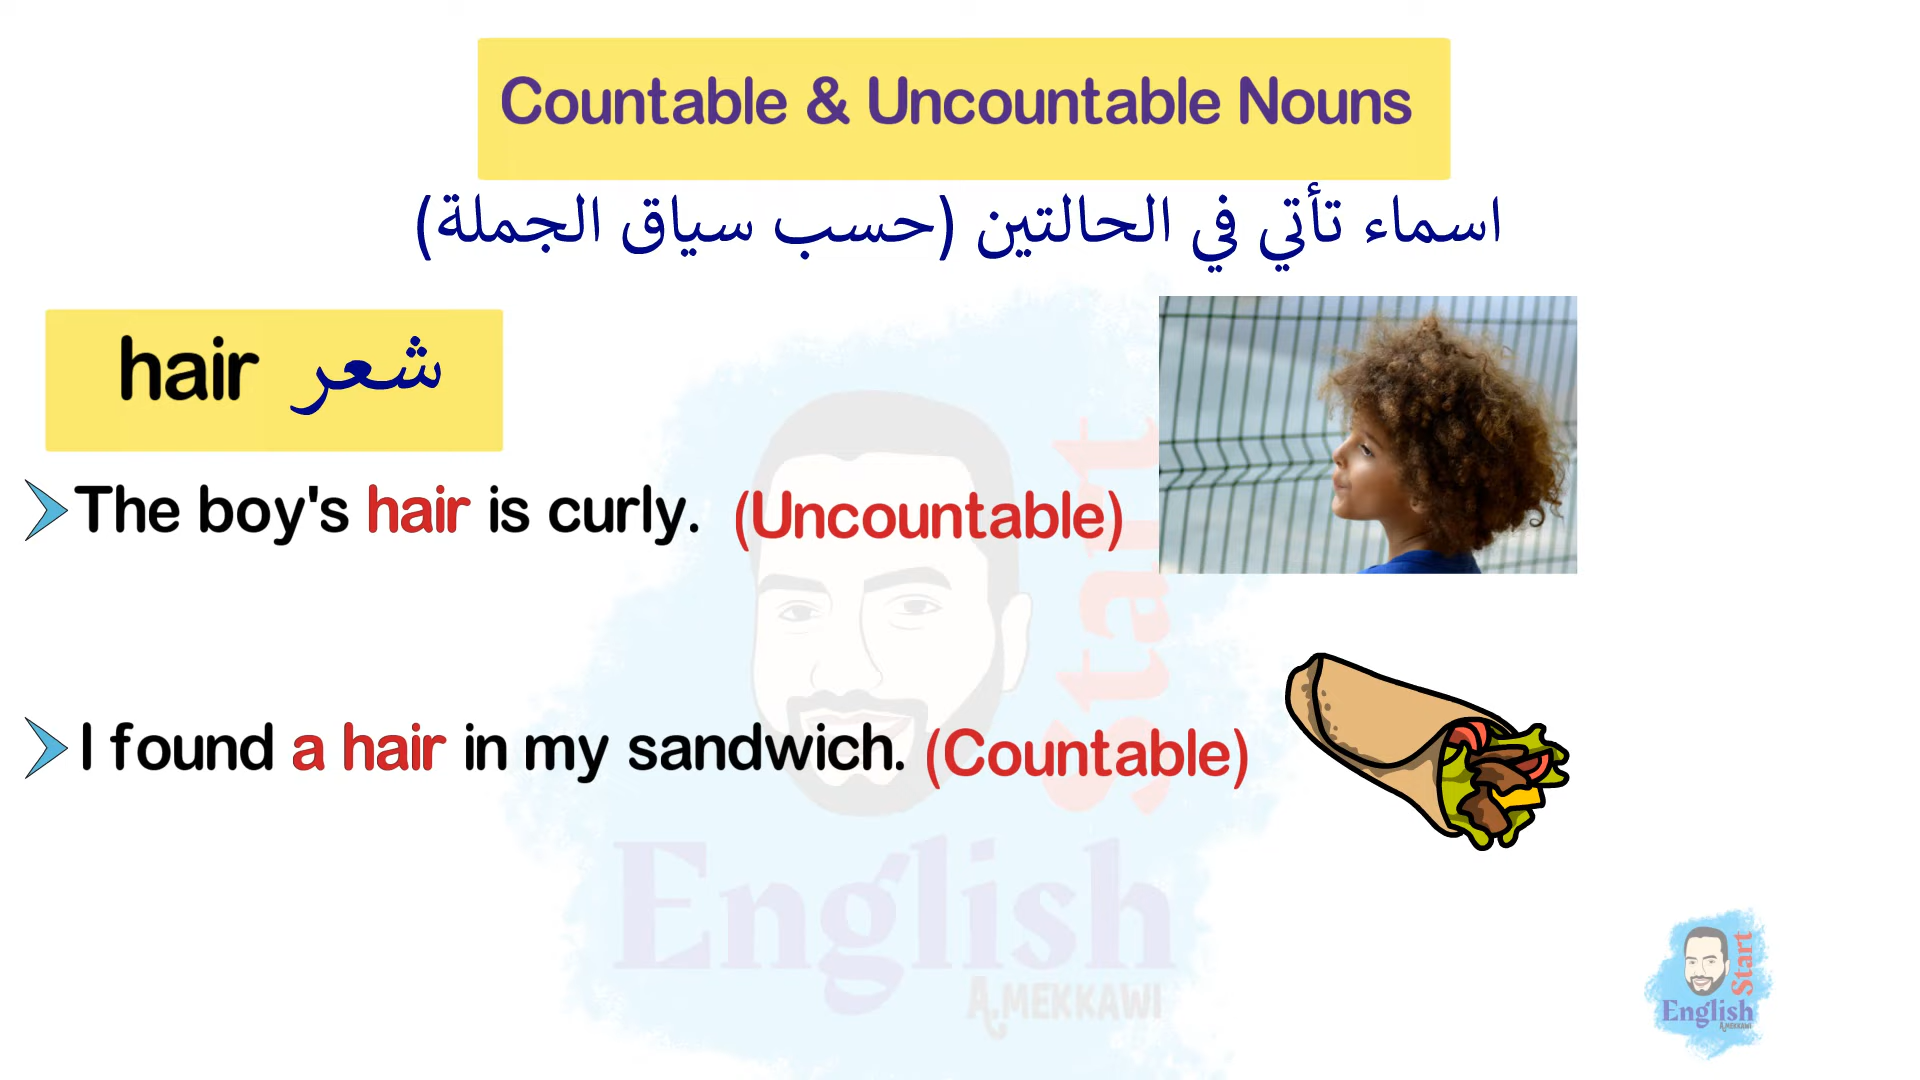 Countable & Uncountable Nouns
اسماء تأتي في الحالتين (حسب سياق الجملة)
hair شعر
The boy's hair is curly. (Uncountable)
I found a hair in my sandwich. (Countable)
Start
English
A.MEKKAWI
Start
English
A.MEKKAWI